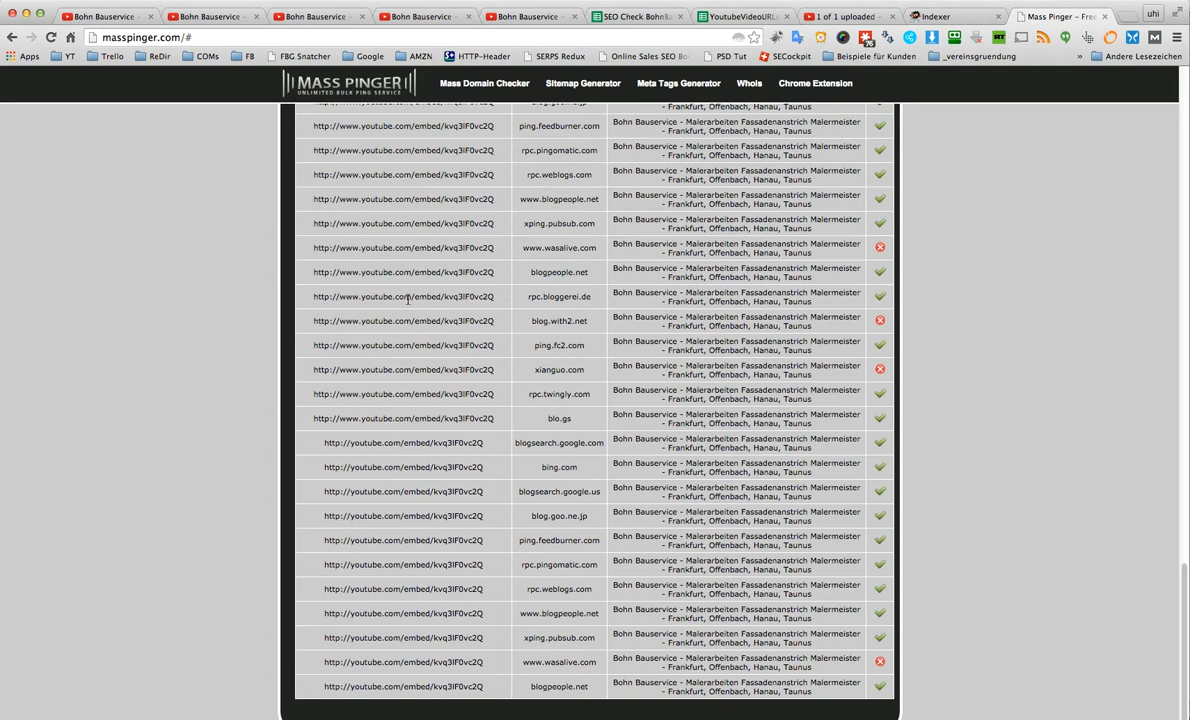 Bohn Bauservice -
Bohn Bauservice
Bohn Bauservice -
Bohn Bauservice -
Bohn Bauservice -
SEO Check BohnBa
YoutubeVideoURLs
1 of 1 uploaded -
Indexer
Mass Pinger – Free
uhi
masspinger.com/#
76
YT
Trello
ReDir
COMs
FB
FBG Snatcher
Google
AMZN
HTTP-Header
SERPS Redux
Online Sales SEO Bo
PSD Tut
SECockpit
Beispiele für Kunden
_vereinsgruendung
»
Andere Lesezeichen
MASS PINGER
UNLIMITED BULK PING SERVICE
Mass Domain Checker
Sitemap Generator
Meta Tags Generator
WhoIs
Chrome Extension
http://www.youtube.com/embed/kvq3lF0vc2Q blog.goo.ne.jp - Frankfurt, Offenbach, Hanau, Taunus
http://www.youtube.com/embed/kvq3lF0vc2Q ping.feedburner.com Bohn Bauservice - Malerarbeiten Fassadenanstrich Malermeister
- Frankfurt, Offenbach, Hanau, Taunus
http://www.youtube.com/embed/kvq3lF0vc2Q rpc.pingomatic.com Bohn Bauservice - Malerarbeiten Fassadenanstrich Malermeister
- Frankfurt, Offenbach, Hanau, Taunus
http://www.youtube.com/embed/kvq3lF0vc2Q rpc.weblogs.com Bohn Bauservice - Malerarbeiten Fassadenanstrich Malermeister
- Frankfurt, Offenbach, Hanau, Taunus
http://www.youtube.com/embed/kvq3lF0vc2Q www.blogpeople.net Bohn Bauservice - Malerarbeiten Fassadenanstrich Malermeister
- Frankfurt, Offenbach, Hanau, Taunus
http://www.youtube.com/embed/kvq3lF0vc2Q xping.pubsub.com Bohn Bauservice - Malerarbeiten Fassadenanstrich Malermeister
- Frankfurt, Offenbach, Hanau, Taunus
http://www.youtube.com/embed/kvq3lF0vc2Q www.wasalive.com Bohn Bauservice - Malerarbeiten Fassadenanstrich Malermeister
- Frankfurt, Offenbach, Hanau, Taunus
http://www.youtube.com/embed/kvq3lF0vc2Q blogpeople.net Bohn Bauservice - Malerarbeiten Fassadenanstrich Malermeister
- Frankfurt, Offenbach, Hanau, Taunus
http://www.youtube.com/embed/kvq3lF0vc2Q rpc.bloggerei.de Bohn Bauservice - Malerarbeiten Fassadenanstrich Malermeister
- Frankfurt, Offenbach, Hanau, Taunus
http://www.youtube.com/embed/kvq3lF0vc2Q blog.with2.net Bohn Bauservice - Malerarbeiten Fassadenanstrich Malermeister
- Frankfurt, Offenbach, Hanau, Taunus
http://www.youtube.com/embed/kvq3lF0vc2Q ping.fc2.com Bohn Bauservice - Malerarbeiten Fassadenanstrich Malermeister
- Frankfurt, Offenbach, Hanau, Taunus
http://www.youtube.com/embed/kvq3lF0vc2Q xianguo.com Bohn Bauservice - Malerarbeiten Fassadenanstrich Malermeister
- Frankfurt, Offenbach, Hanau, Taunus
http://www.youtube.com/embed/kvq3lF0vc2Q rpc.twingly.com Bohn Bauservice - Malerarbeiten Fassadenanstrich Malermeister
- Frankfurt, Offenbach, Hanau, Taunus
http://www.youtube.com/embed/kvq3lF0vc2Q blo.gs Bohn Bauservice - Malerarbeiten Fassadenanstrich Malermeister
- Frankfurt, Offenbach, Hanau, Taunus
http://youtube.com/embed/kvq3lF0vc2Q blogsearch.google.com Bohn Bauservice - Malerarbeiten Fassadenanstrich Malermeister
- Frankfurt, Offenbach, Hanau, Taunus
http://youtube.com/embed/kvq3lF0vc2Q bing.com Bohn Bauservice - Malerarbeiten Fassadenanstrich Malermeister
- Frankfurt, Offenbach, Hanau, Taunus
http://youtube.com/embed/kvq3lF0vc2Q blogsearch.google.us Bohn Bauservice - Malerarbeiten Fassadenanstrich Malermeister
- Frankfurt, Offenbach, Hanau, Taunus
http://youtube.com/embed/kvq3lF0vc2Q blog.goo.ne.jp Bohn Bauservice - Malerarbeiten Fassadenanstrich Malermeister
- Frankfurt, Offenbach, Hanau, Taunus
http://youtube.com/embed/kvq3lF0vc2Q ping.feedburner.com Bohn Bauservice - Malerarbeiten Fassadenanstrich Malermeister
- Frankfurt, Offenbach, Hanau, Taunus
http://youtube.com/embed/kvq3lF0vc2Q rpc.pingomatic.com Bohn Bauservice - Malerarbeiten Fassadenanstrich Malermeister
- Frankfurt, Offenbach, Hanau, Taunus
http://youtube.com/embed/kvq3lF0vc2Q rpc.weblogs.com Bohn Bauservice - Malerarbeiten Fassadenanstrich Malermeister
- Frankfurt, Offenbach, Hanau, Taunus
http://youtube.com/embed/kvq3lF0vc2Q www.blogpeople.net Bohn Bauservice - Malerarbeiten Fassadenanstrich Malermeister
- Frankfurt, Offenbach, Hanau, Taunus
http://youtube.com/embed/kvq3lF0vc2Q xping.pubsub.com Bohn Bauservice - Malerarbeiten Fassadenanstrich Malermeister
- Frankfurt, Offenbach, Hanau, Taunus
http://youtube.com/embed/kvq3lF0vc2Q www.wasalive.com Bohn Bauservice - Malerarbeiten Fassadenanstrich Malermeister
- Frankfurt, Offenbach, Hanau, Taunus
http://youtube.com/embed/kvq3lF0vc2Q blogpeople.net Bohn Bauservice - Malerarbeiten Fassadenanstrich Malermeister
- Frankfurt, Offenbach, Hanau, Taunus